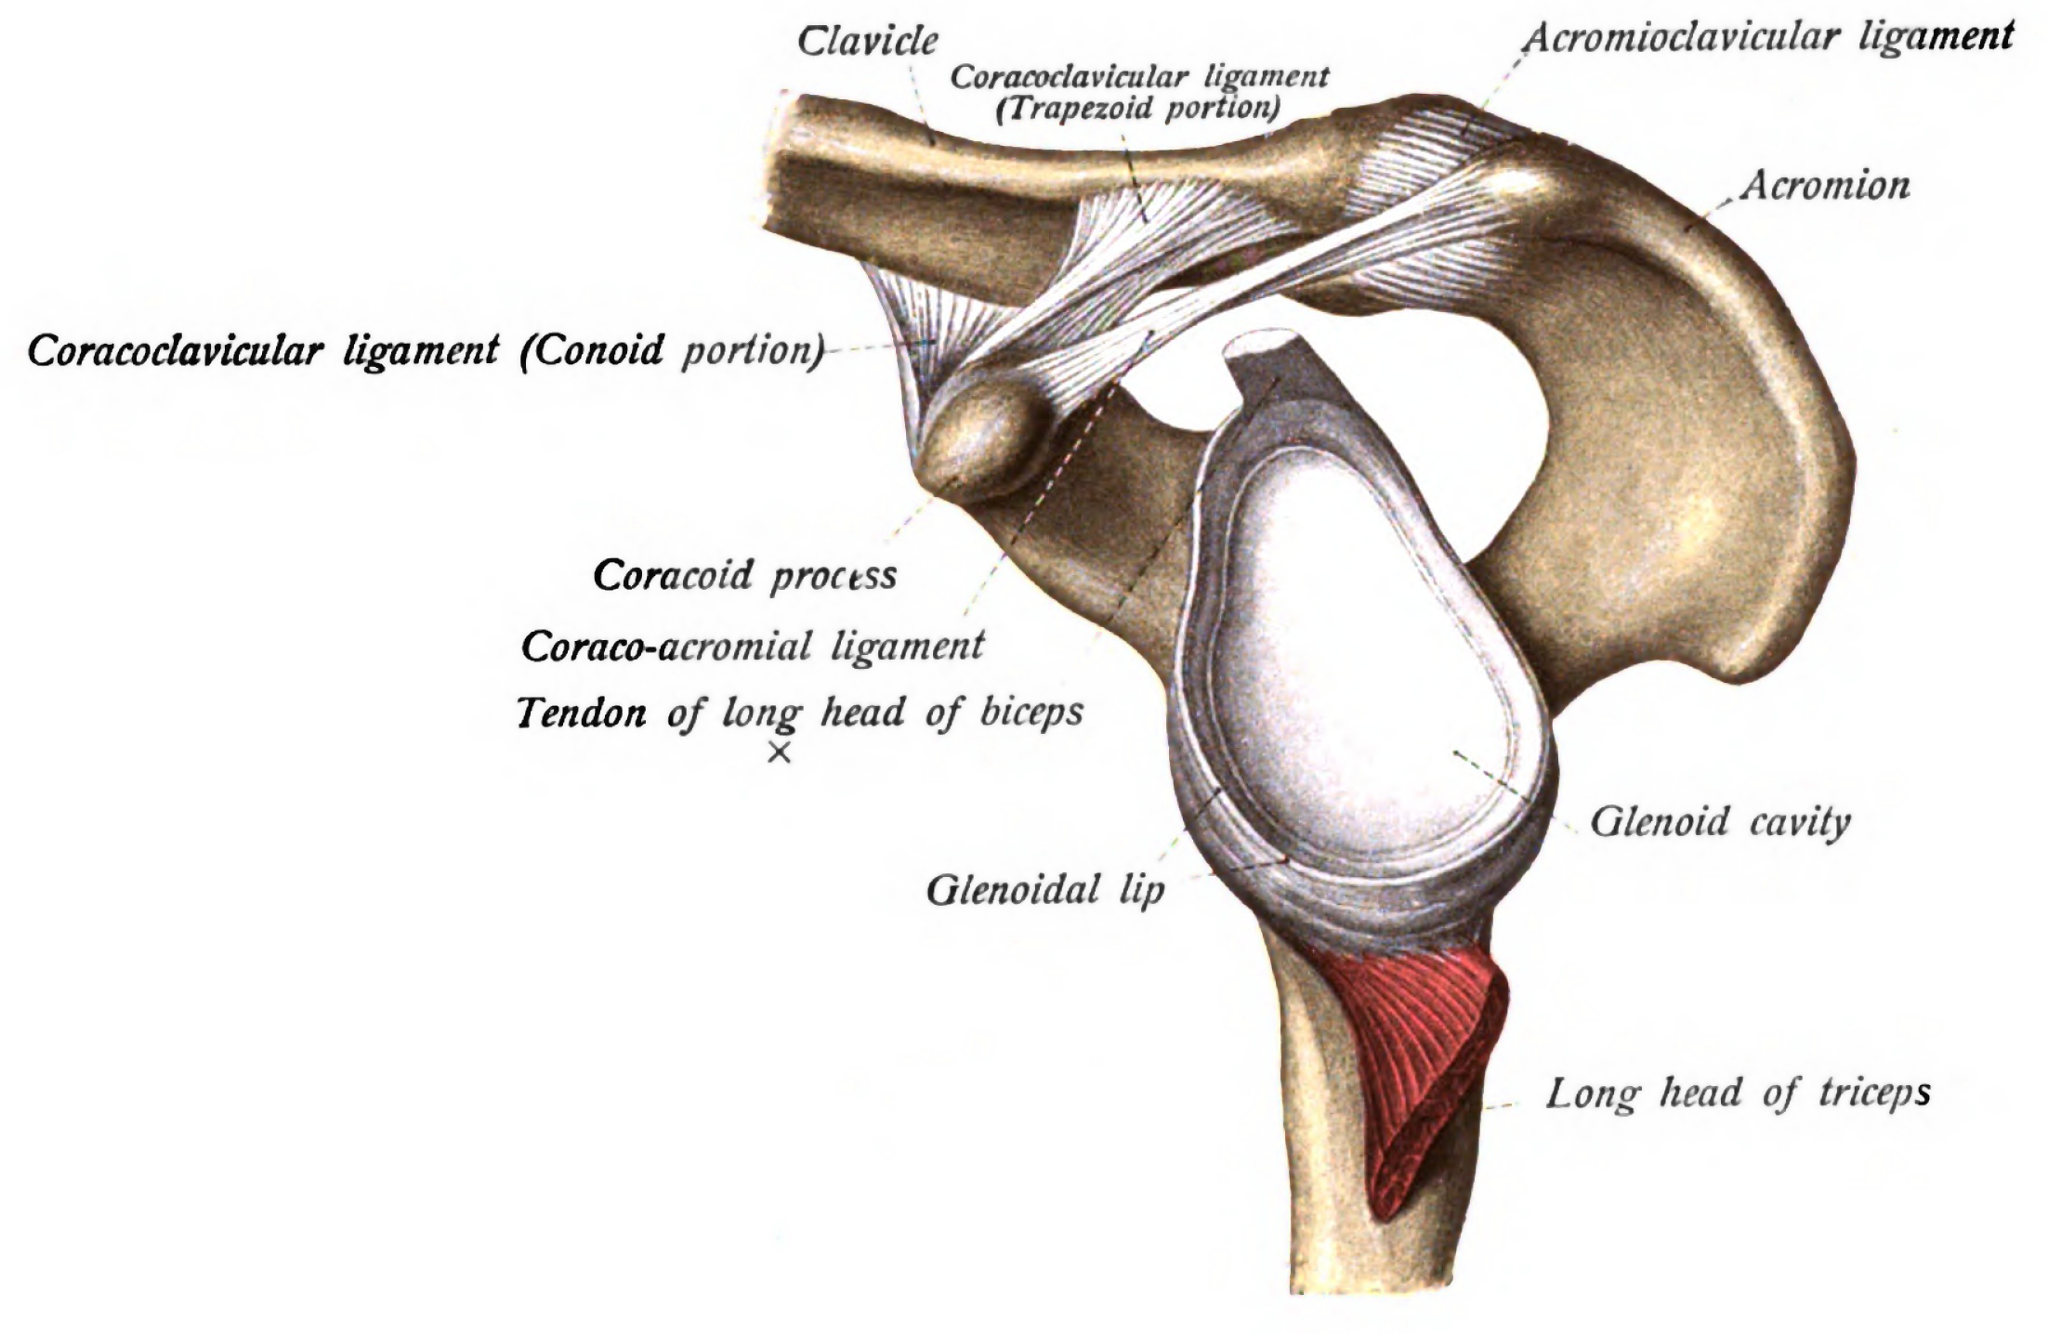 Clavicle
Acromioclavicular ligament
Coracoclavicular ligament
(Trapezoid portion)
Acromion
Coracoclavicular ligament (Conoid portion)
Coracoid process
Coraco-acromial ligament
Tendon of long head of biceps
×
Glenoid cavity
Glenoidal lip
Long head of triceps